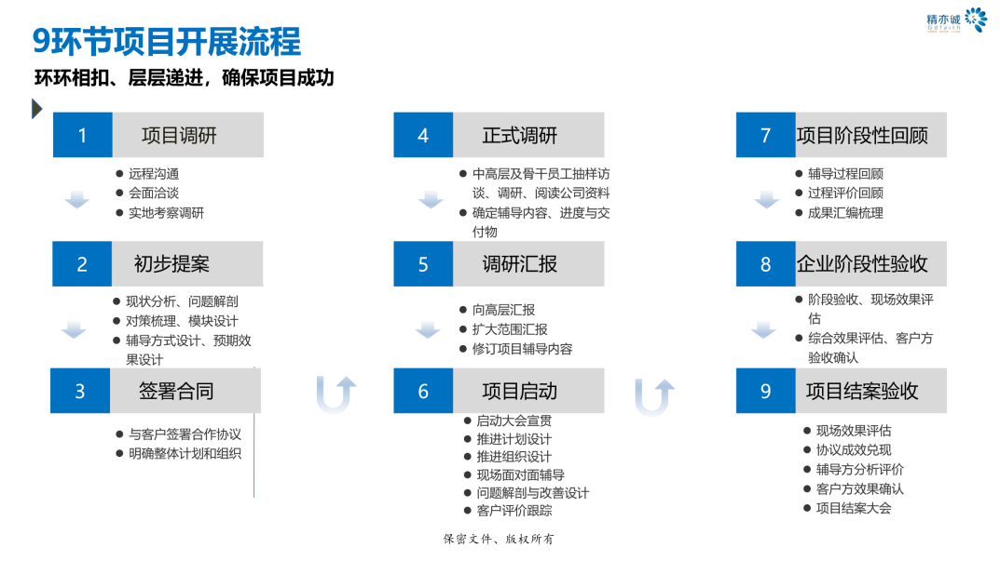 精亦诚
Gdfaith
9环节项目开展流程
环环相扣、层层递进，确保项目成功
1
项目调研
远程沟通
会面洽谈
实地考察调研
2
初步提案
现状分析、问题解剖
对策梳理、模块设计
辅导方式设计、预期效
果设计
3
签署合同
与客户签署合作协议
明确整体计划和组织
4
正式调研
中高层及骨干员工抽样访
谈、调研、阅读公司资料
确定辅导内容、进度与交
付物
5
调研汇报
向高层汇报
扩大范围汇报
修订项目辅导内容
6
项目启动
启动大会宣贯
推进计划设计
推进组织设计
现场面对面辅导
问题解剖与改善设计
客户评价跟踪
7
项目阶段性回顾
辅导过程回顾
过程评价回顾
成果汇编梳理
8
企业阶段性验收
阶段验收、现场效果评
估
综合效果评估、客户方
验收确认
9
项目结案验收
现场效果评估
协议成效兑现
辅导方分析评价
客户方效果确认
项目结案大会
保密文件、版权所有